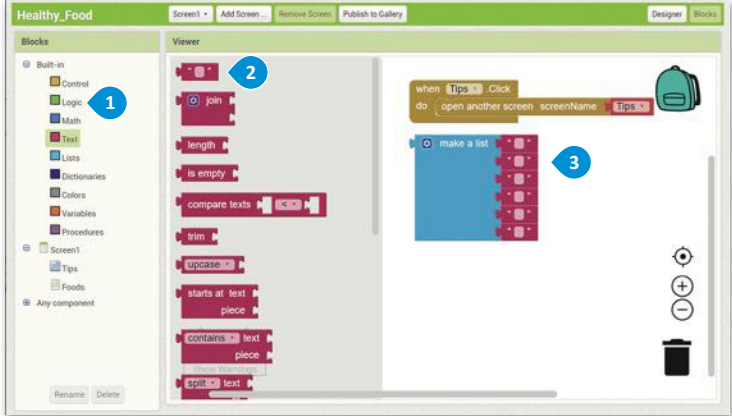 Healthy_Food
Screen1
Add Screen ...
Remove Screen
Publish to Gallery
Designer
Blocks
Blocks
Viewer
Built-in
Control
Logic
Math
Text
Lists
Dictionaries
Colors
Variables
Procedures
Screen1
Tips
Foods
Any component
Rename
Delete
1
" "
2
join
length
is empty
compare texts <
trim
upcase
starts at text
piece
contains text
piece
Show Warnings
split text
when Tips .Click
do open another screen screenName Tips
make a list " "
" "
" "
" "
" "
" "
3